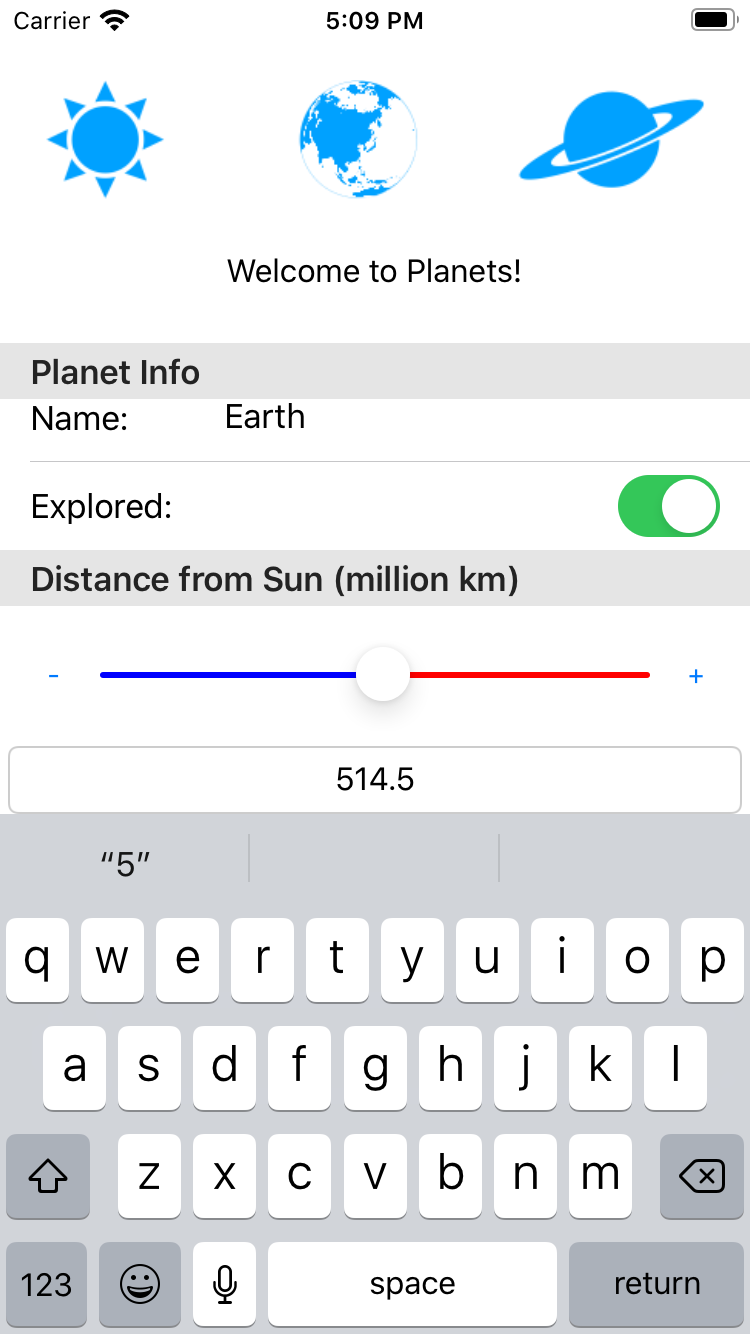 Carrier 5:09 PM
Welcome to Planets!
Planet Info
Name: Earth
Explored:
Distance from Sun (million km)
- +
514.5
“5”
q w e r t y u i o p
a s d f g h j k l
z x c v b n m
123 space return